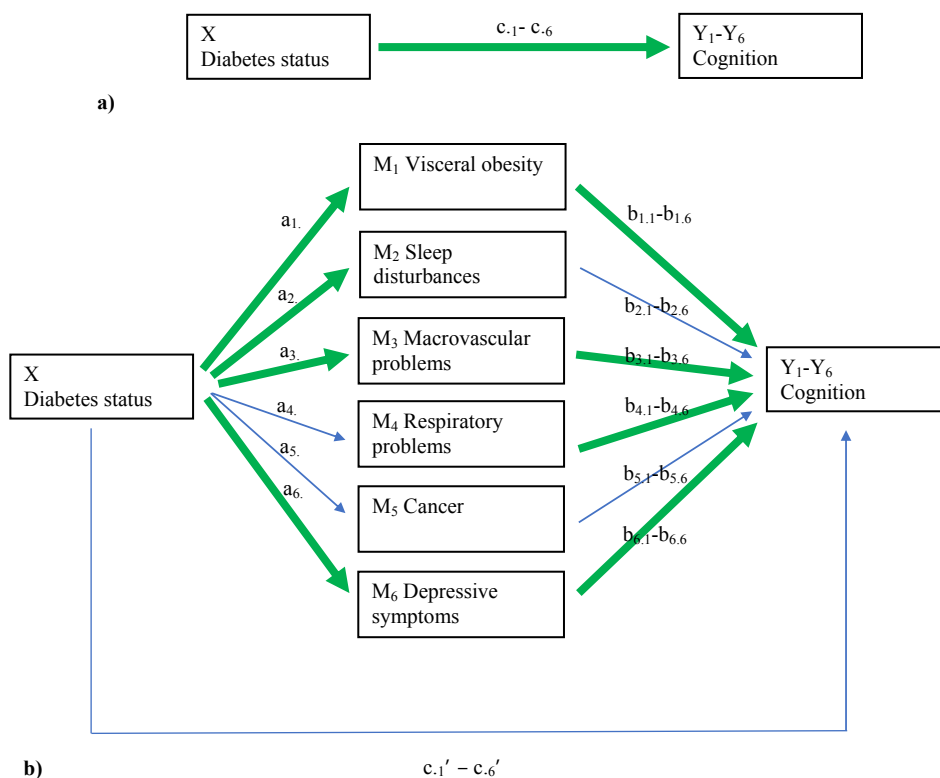 c.₁- c.₆
X
Diabetes status
Y₁-Y₆
Cognition
a)
M₁ Visceral obesity
a₁.
b₁.₁-b₁.₆
M₂ Sleep
disturbances
a₂.
b₂.₁-b₂.₆
M₃ Macrovascular
problems
a₃.
b₃.₁-b₃.₆
X
Diabetes status
Y₁-Y₆
Cognition
M₄ Respiratory
problems
a₄.
b₄.₁-b₄.₆
a₅.
M₅ Cancer
b₅.₁-b₅.₆
a₆.
b₆.₁-b₆.₆
M₆ Depressive
symptoms
b)
c.₁′ – c.₆′